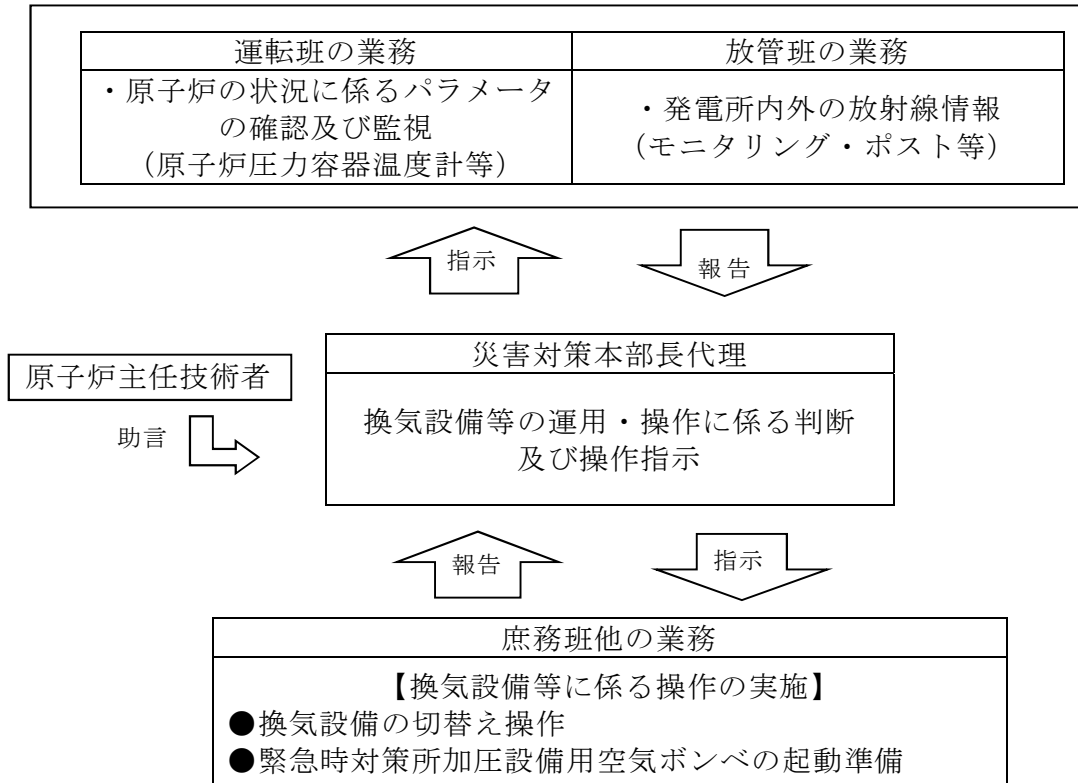 運転班の業務
放管班の業務
・原子炉の状況に係るパラメータ
の確認及び監視
(原子炉圧力容器温度計等)
・発電所内外の放射線情報
(モニタリング・ポスト等)
指示
報告
災害対策本部長代理
原子炉主任技術者
助言
換気設備等の運用・操作に係る判断
及び操作指示
報告
指示
庶務班他の業務
【換気設備等に係る操作の実施】
●換気設備の切替え操作
●緊急時対策所加圧設備用空気ボンベの起動準備